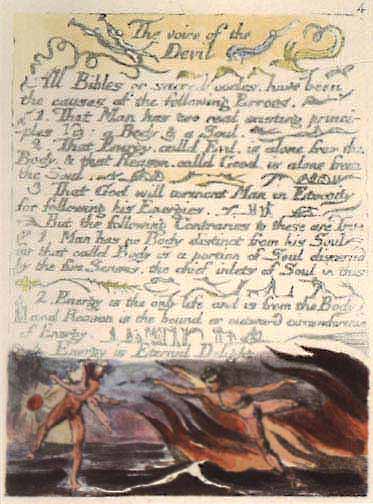 4
The voice of the
Devil
All Bibles or sacred codes. have been
the causes of the following Errors.
1. That Man has two real existing princi-
ples Viz: a Body & a Soul.
2. That Energy. calld Evil. is alone from the
Body. & that Reason. calld Good. is alone from
the Soul.
3. That God will torment Man in Eternity
for following his Energies.
But the following Contraries to these are True
1 Man has no Body distinct from his Soul
for that calld Body is a portion of Soul discernd
by the five Senses. the chief inlets of Soul in this
age
2. Energy is the only life and is from the Body
and Reason is the bound or outward circumference
of Energy.
3 Energy is Eternal Delight